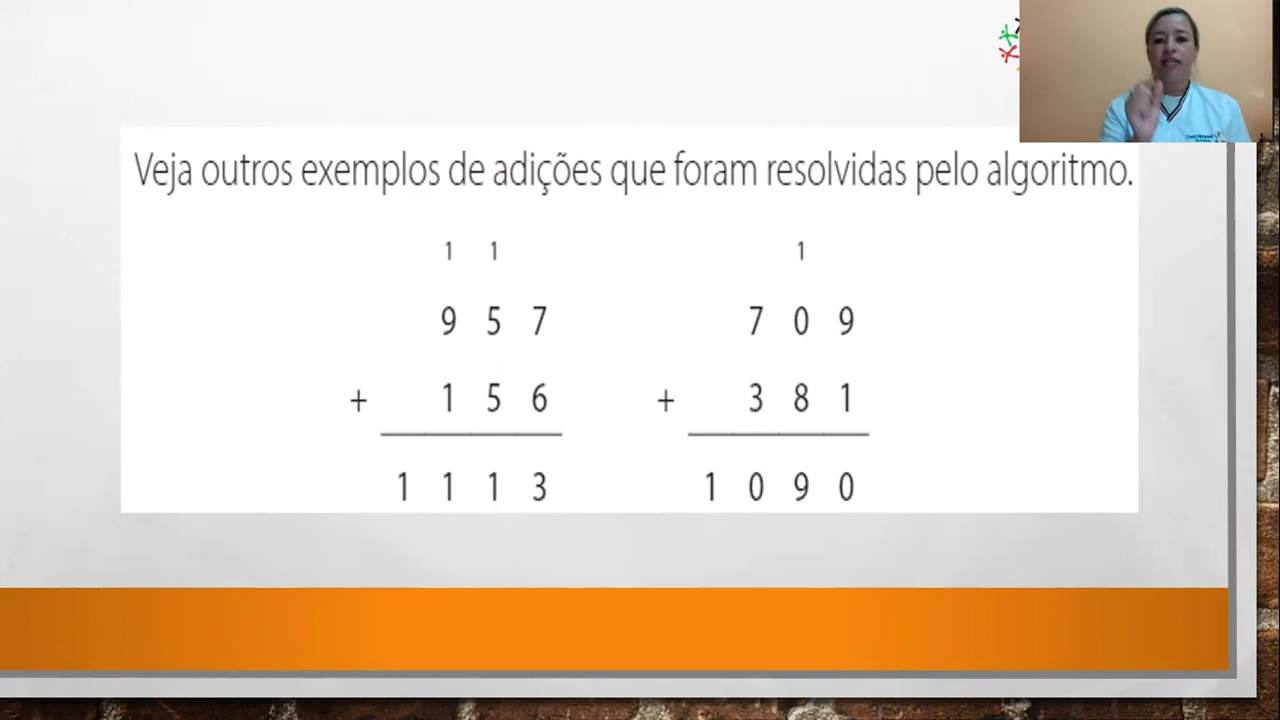 Veja outros exemplos de adições que foram resolvidas pelo algoritmo.
1 1
9 5 7
+ 1 5 6
1 1 1 3
1
7 0 9
+ 3 8 1
1 0 9 0